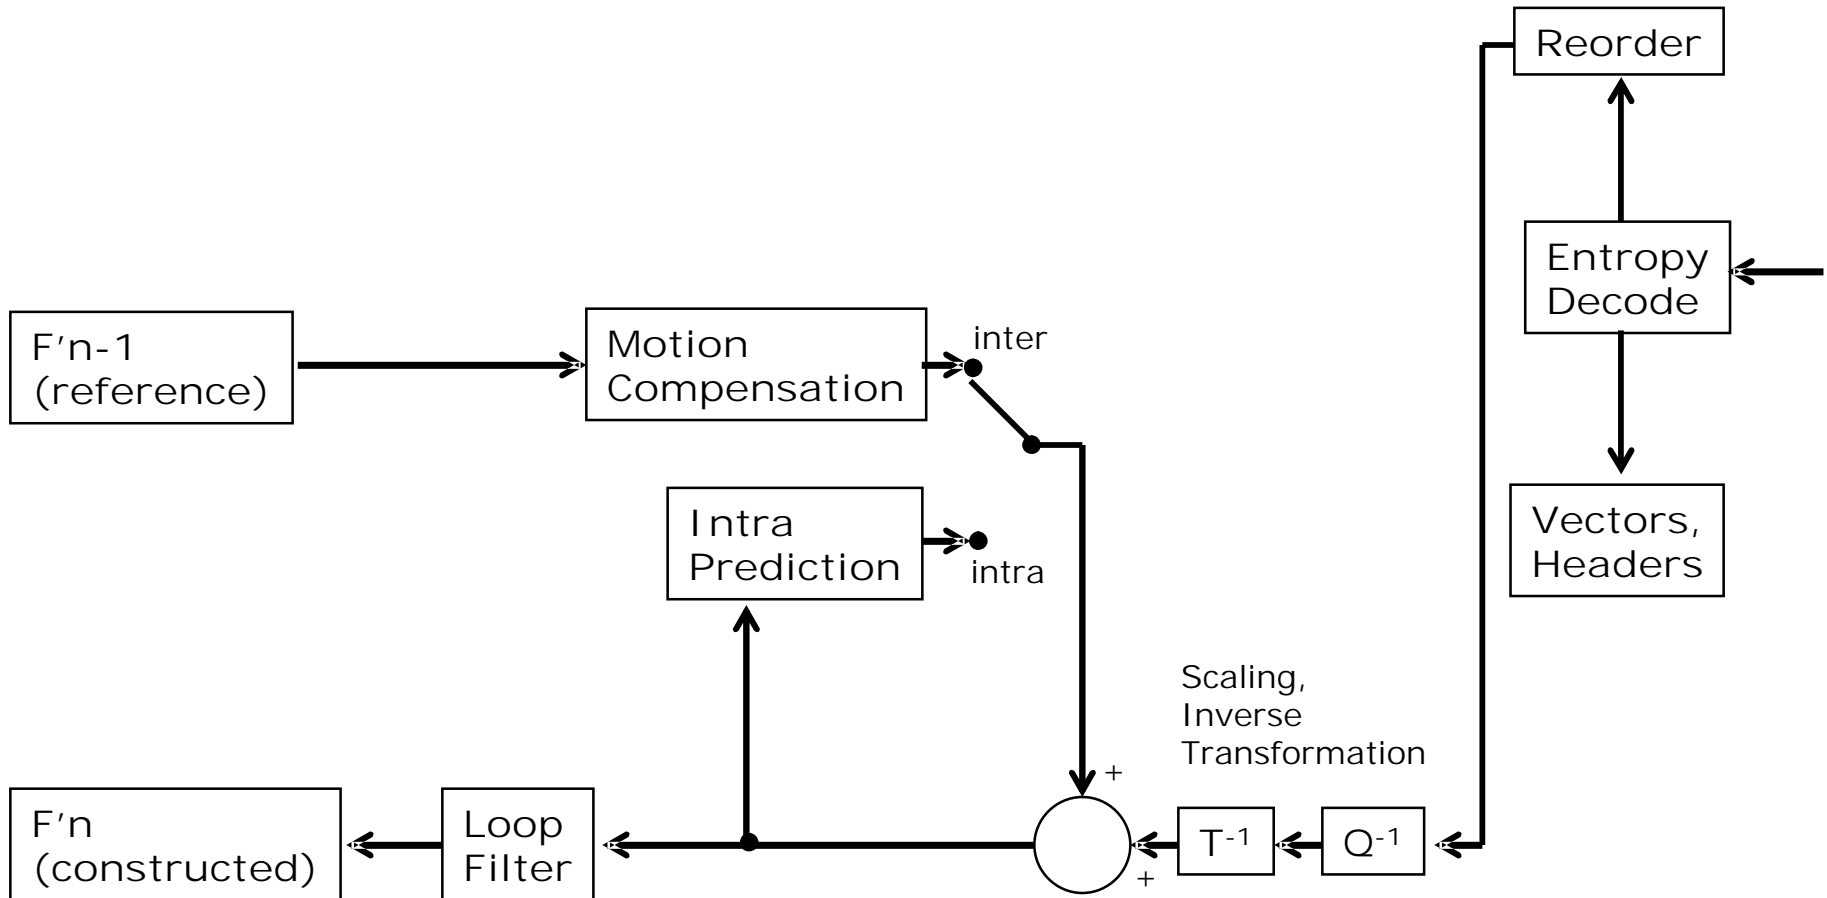 Reorder
Entropy
Decode
F'n-1
(reference)
Motion
Compensation
inter
Intra
Prediction
intra
Vectors,
Headers
Scaling,
Inverse
Transformation
+
F'n
(constructed)
Loop
Filter
T-1
Q-1
+